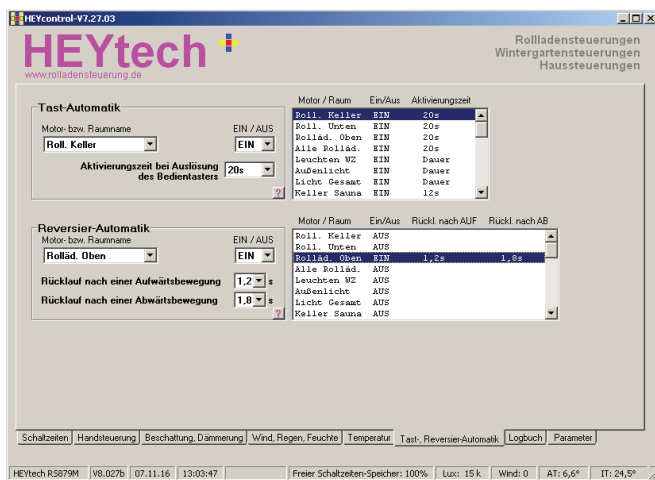 HEYcontrol-V7.27.03
HEYtech
www.rolladensteuerung.de
Rollladensteuerungen
Wintergartensteuerungen
Haussteuerungen
Tast-Automatik
Motor- bzw. Raumname EIN / AUS
Roll. Keller EIN
Aktivierungszeit bei Auslösung
des Bedientasters
20s
?
Motor / Raum Ein/Aus Aktivierungszeit
Roll. Keller EIN 20s
Roll. Unten EIN 20s
Rolläd. Oben EIN 20s
Alle Rolläd. EIN 20s
Leuchten WZ EIN Dauer
Außenlicht EIN Dauer
Licht Gesamt EIN Dauer
Keller Sauna EIN 12s
Reversier-Automatik
Motor- bzw. Raumname EIN / AUS
Rolläd. Oben EIN
Rücklauf nach einer Aufwärtsbewegung 1,2 s
Rücklauf nach einer Abwärtsbewegung 1,8 s
?
Motor / Raum Ein/Aus Rückl. nach AUF Rückl. nach AB
Roll. Keller AUS
Roll. Unten AUS
Rolläd. Oben EIN 1,2s 1,8s
Alle Rolläd. AUS
Leuchten WZ AUS
Außenlicht AUS
Licht Gesamt AUS
Keller Sauna AUS
Schaltzeiten Handsteuerung Beschattung, Dämmerung Wind, Regen, Feuchte Temperatur Tast-, Reversier-Automatik Logbuch Parameter
HEYtech RS879M V8.027b 07.11.16 13:03:47 Freier Schaltzeiten-Speicher: 100% Lux: 15 k Wind: 0 AT: 6,6° IT: 24,5°